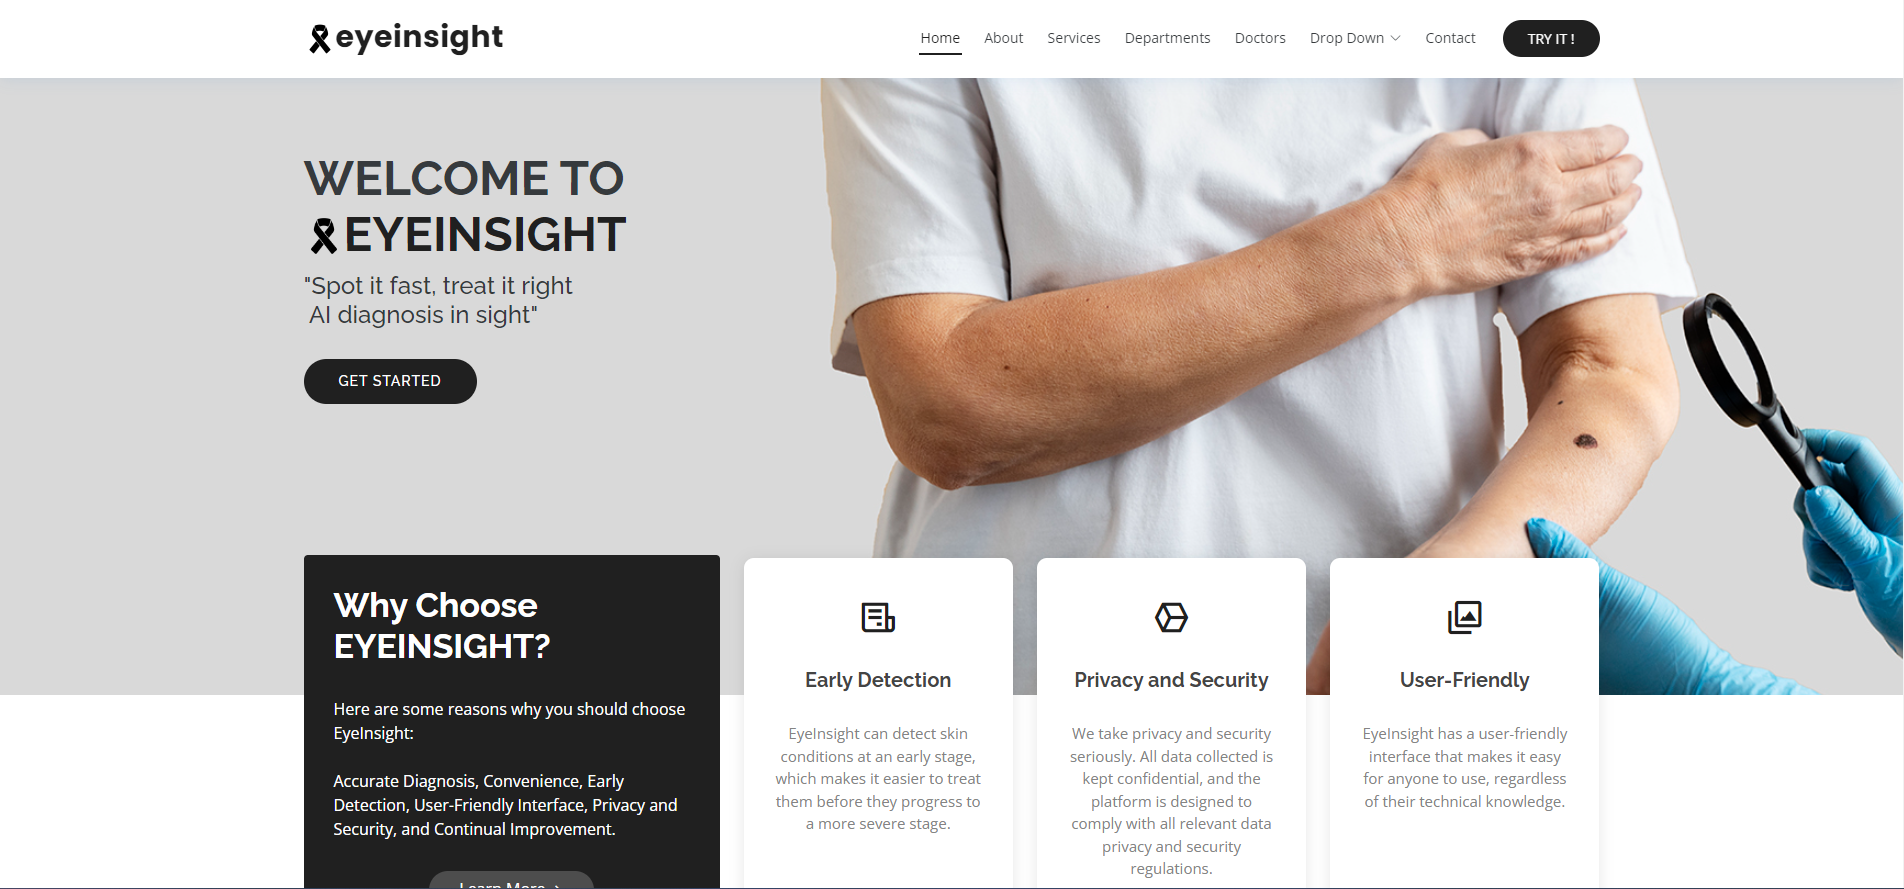 eyeinsight
Home About Services Departments Doctors Drop Down Contact TRY IT !
WELCOME TO
EYEINSIGHT
"Spot it fast, treat it right
AI diagnosis in sight"
GET STARTED
Why Choose
EYEINSIGHT?
Here are some reasons why you should choose
EyeInsight:
Accurate Diagnosis, Convenience, Early
Detection, User-Friendly Interface, Privacy and
Security, and Continual Improvement.
Learn More
Early Detection
EyeInsight can detect skin
conditions at an early stage,
which makes it easier to treat
them before they progress to
a more severe stage.
Privacy and Security
We take privacy and security
seriously. All data collected is
kept confidential, and the
platform is designed to
comply with all relevant data
privacy and security
regulations.
User-Friendly
EyeInsight has a user-friendly
interface that makes it easy
for anyone to use, regardless
of their technical knowledge.